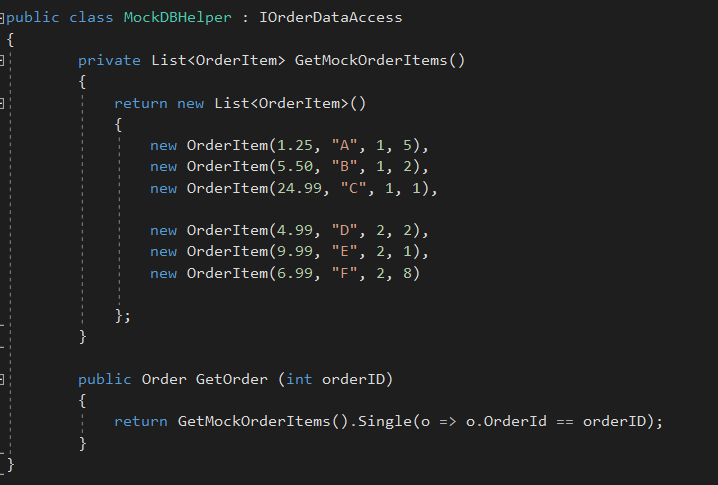 public class MockDBHelper : IOrderDataAccess
{
private List<OrderItem> GetMockOrderItems()
{
return new List<OrderItem>()
{
new OrderItem(1.25, "A", 1, 5),
new OrderItem(5.50, "B", 1, 2),
new OrderItem(24.99, "C", 1, 1),
new OrderItem(4.99, "D", 2, 2),
new OrderItem(9.99, "E", 2, 1),
new OrderItem(6.99, "F", 2, 8)
};
}
public Order GetOrder (int orderID)
{
return GetMockOrderItems().Single(o => o.OrderId == orderID);
}
}